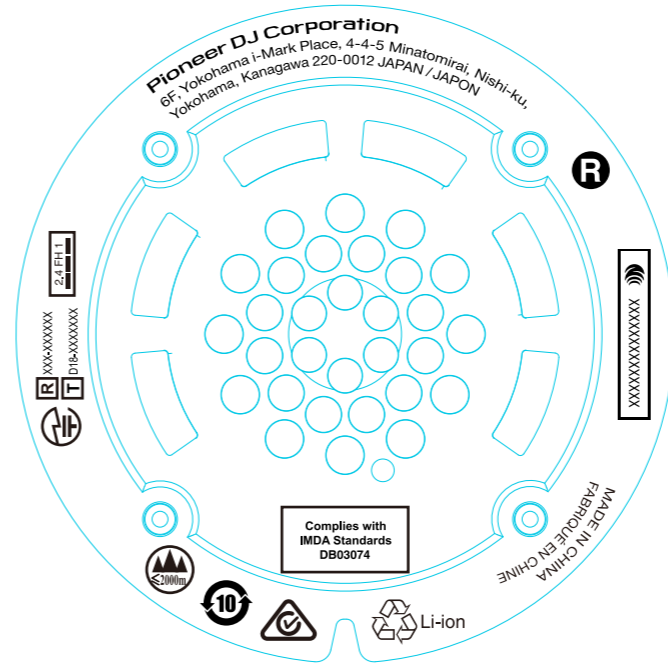 Pioneer DJ Corporation
6F, Yokohama i-Mark Place, 4-4-5 Minatomirai, Nishi-ku,
Yokohama, Kanagawa 220-0012 JAPAN / JAPON
R
2.4 FH 1
R XXX-XXXXXX
T D18-XXXXXXX
XXXXXXXXXXXXXXX
MADE IN CHINA
FABRIQUÉ EN CHINE
Complies with
IMDA Standards
DB03074
≤2000m
10
Li-ion